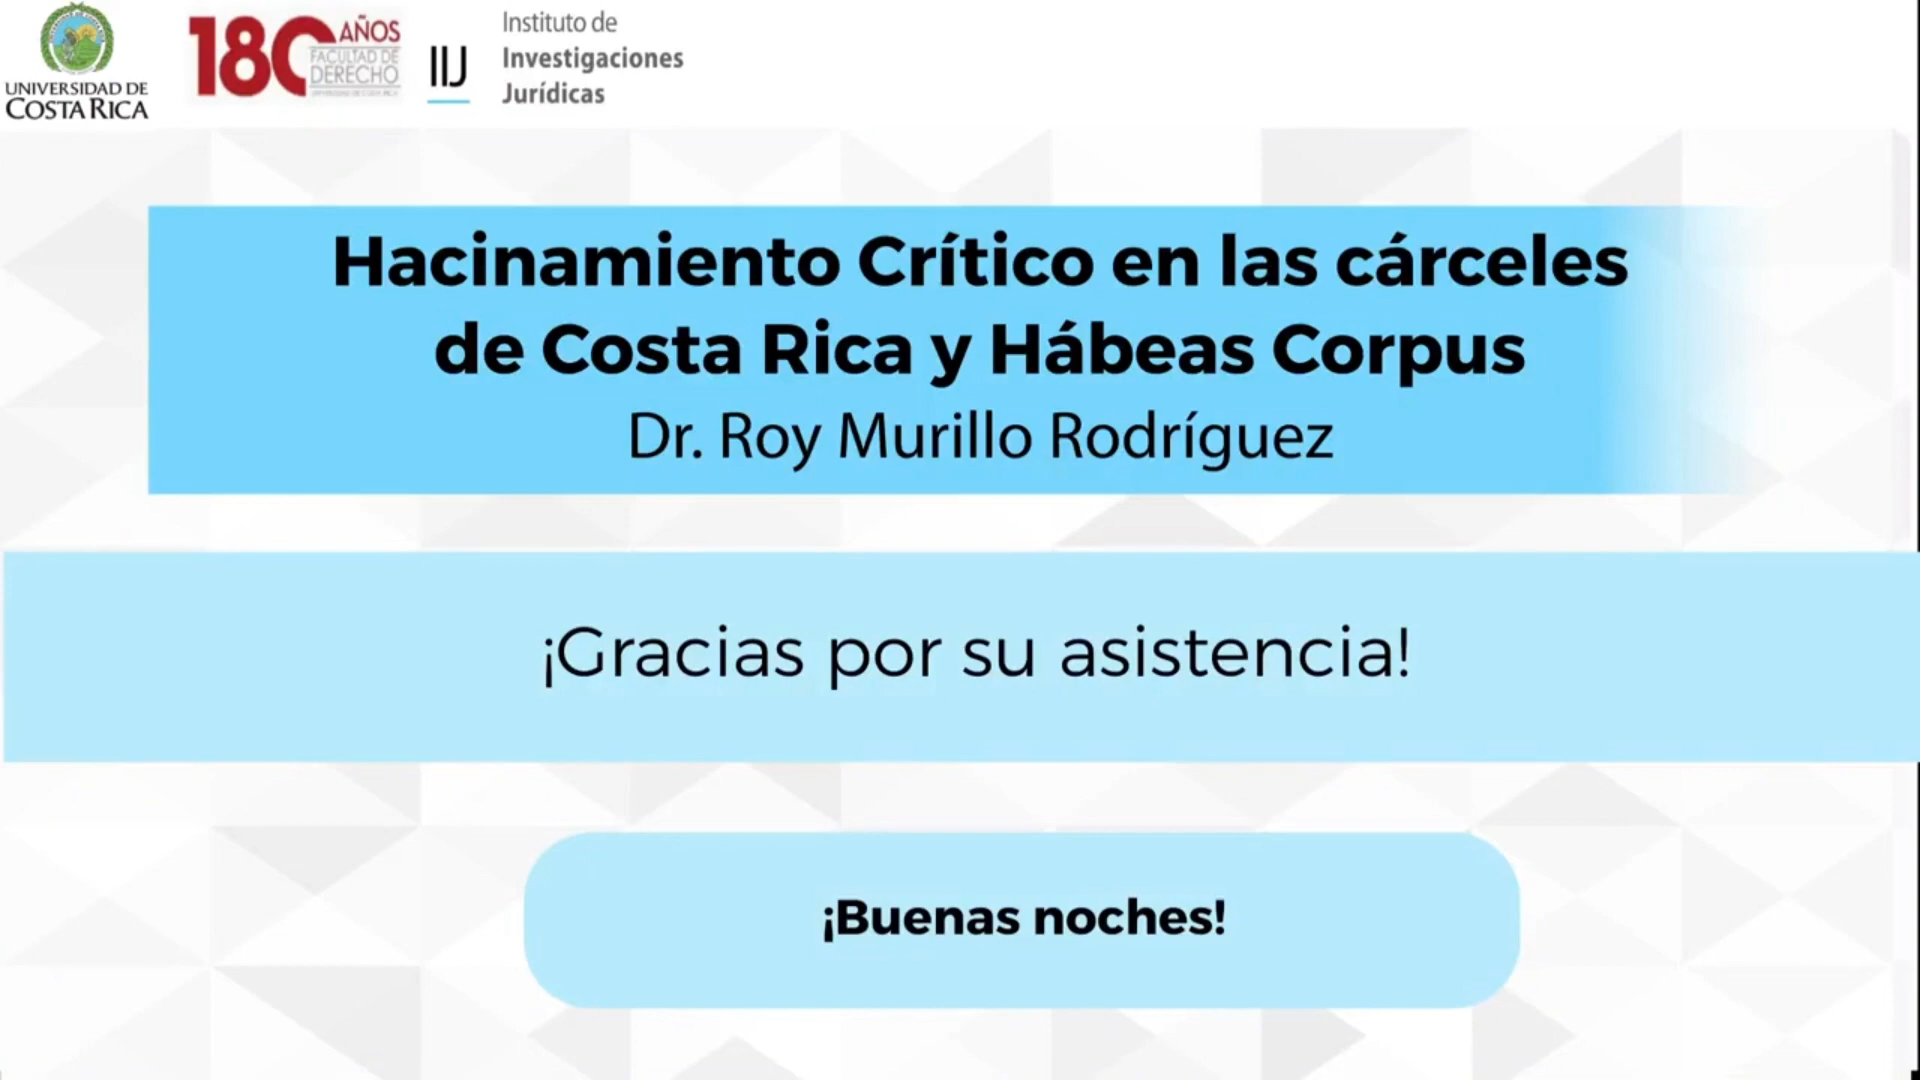 UNIVERSIDAD DE
COSTA RICA
180 AÑOS
FACULTAD DE
DERECHO
IIJ
Instituto de
Investigaciones
Jurídicas
Hacinamiento Crítico en las cárceles
de Costa Rica y Hábeas Corpus
Dr. Roy Murillo Rodríguez
¡Gracias por su asistencia!
¡Buenas noches!